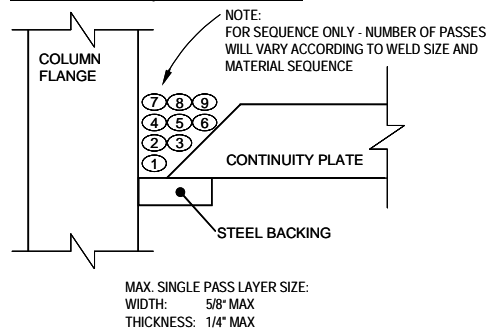 NOTE:
FOR SEQUENCE ONLY - NUMBER OF PASSES
WILL VARY ACCORDING TO WELD SIZE AND
MATERIAL SEQUENCE
COLUMN
FLANGE
7 8 9
4 5 6
2 3
1
CONTINUITY PLATE
STEEL BACKING
MAX. SINGLE PASS LAYER SIZE:
WIDTH: 5/8" MAX
THICKNESS: 1/4" MAX